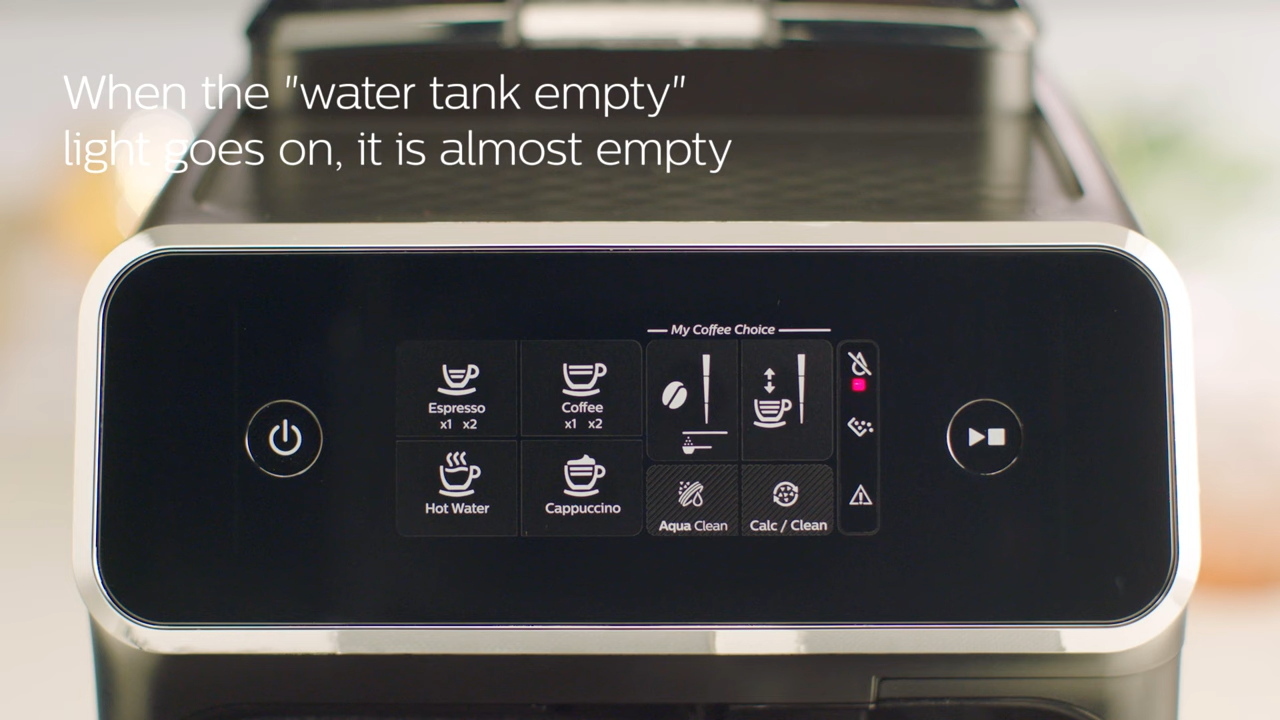 When the "water tank empty"
light goes on, it is almost empty
My Coffee Choice
Espresso
x1 x2
Coffee
x1 x2
Hot Water
Cappuccino
Aqua Clean
Calc / Clean